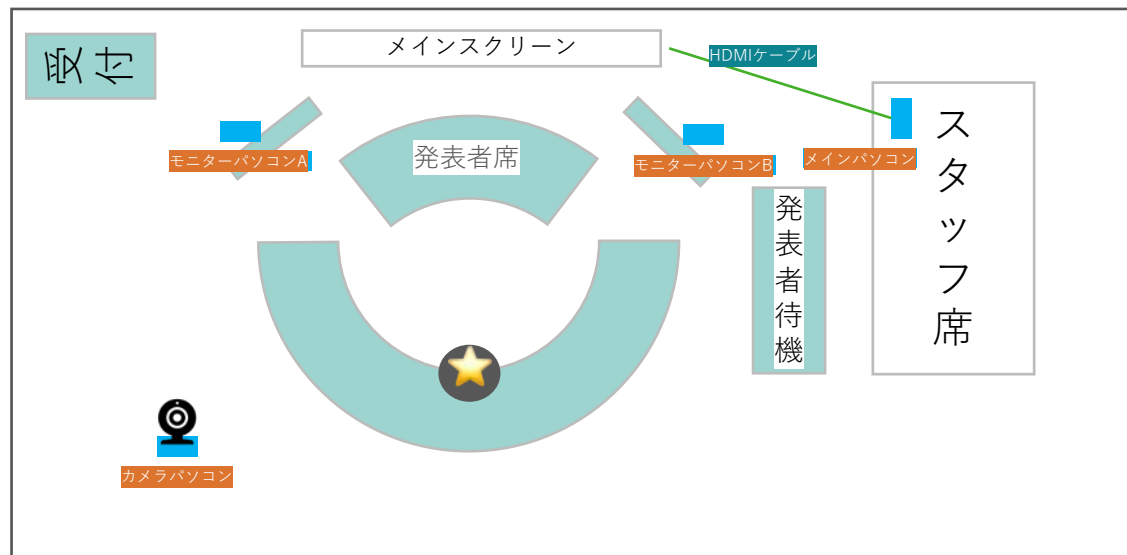 受付
メインスクリーン
HDMIケーブル
モニターパソコンA
発表者席
モニターパソコンB
メインパソコン
スタッフ席
発表者待機
カメラパソコン